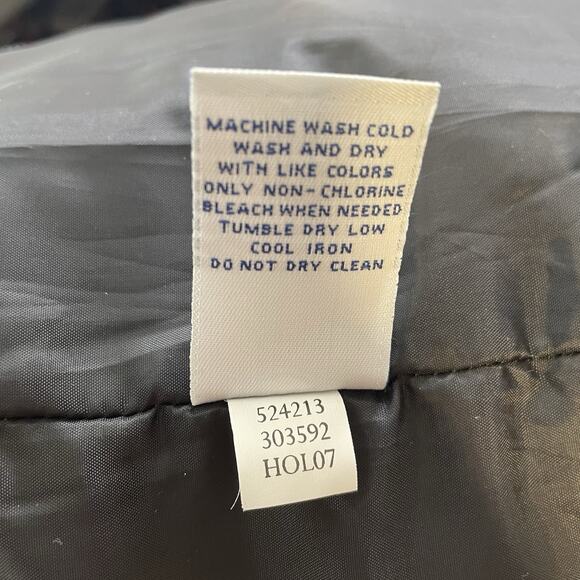 MACHINE WASH COLD
WASH AND DRY
WITH LIKE COLORS
ONLY NON-CHLORINE
BLEACH WHEN NEEDED
TUMBLE DRY LOW
COOL IRON
DO NOT DRY CLEAN
524213
303592
HOL07